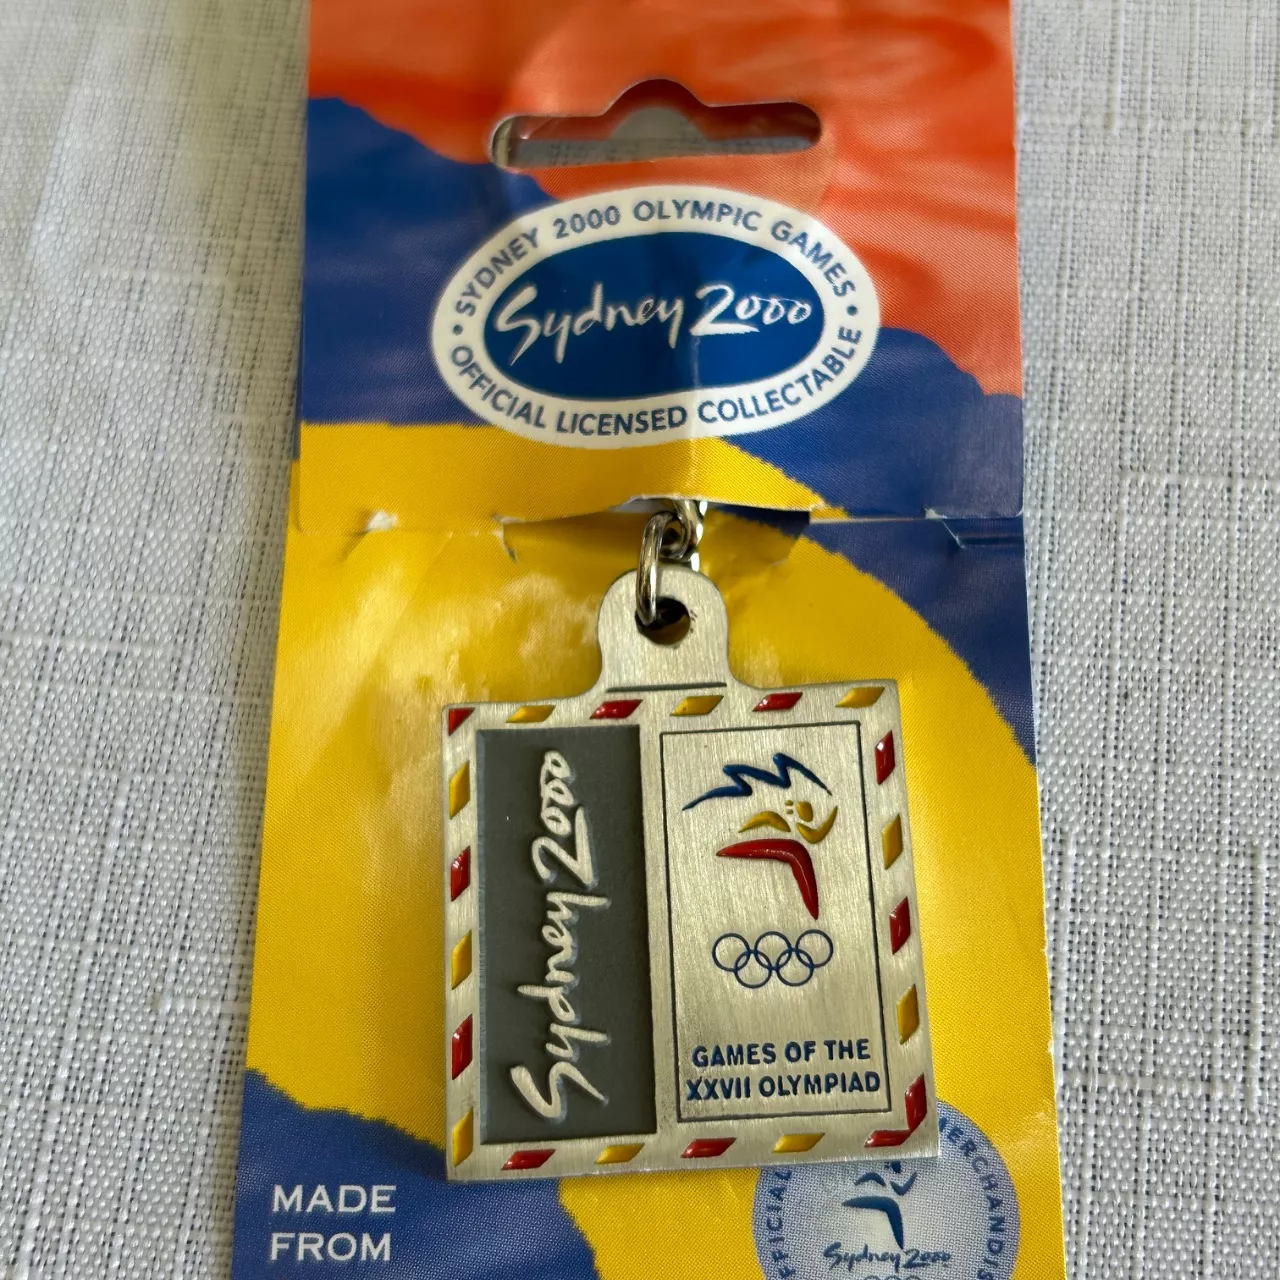 SYDNEY 2000 OLYMPIC GAMES
Sydney 2000
OFFICIAL LICENSED COLLECTABLE
Sydney 2000
GAMES OF THE
XXVII OLYMPIAD
MADE
FROM
Sydney 2000